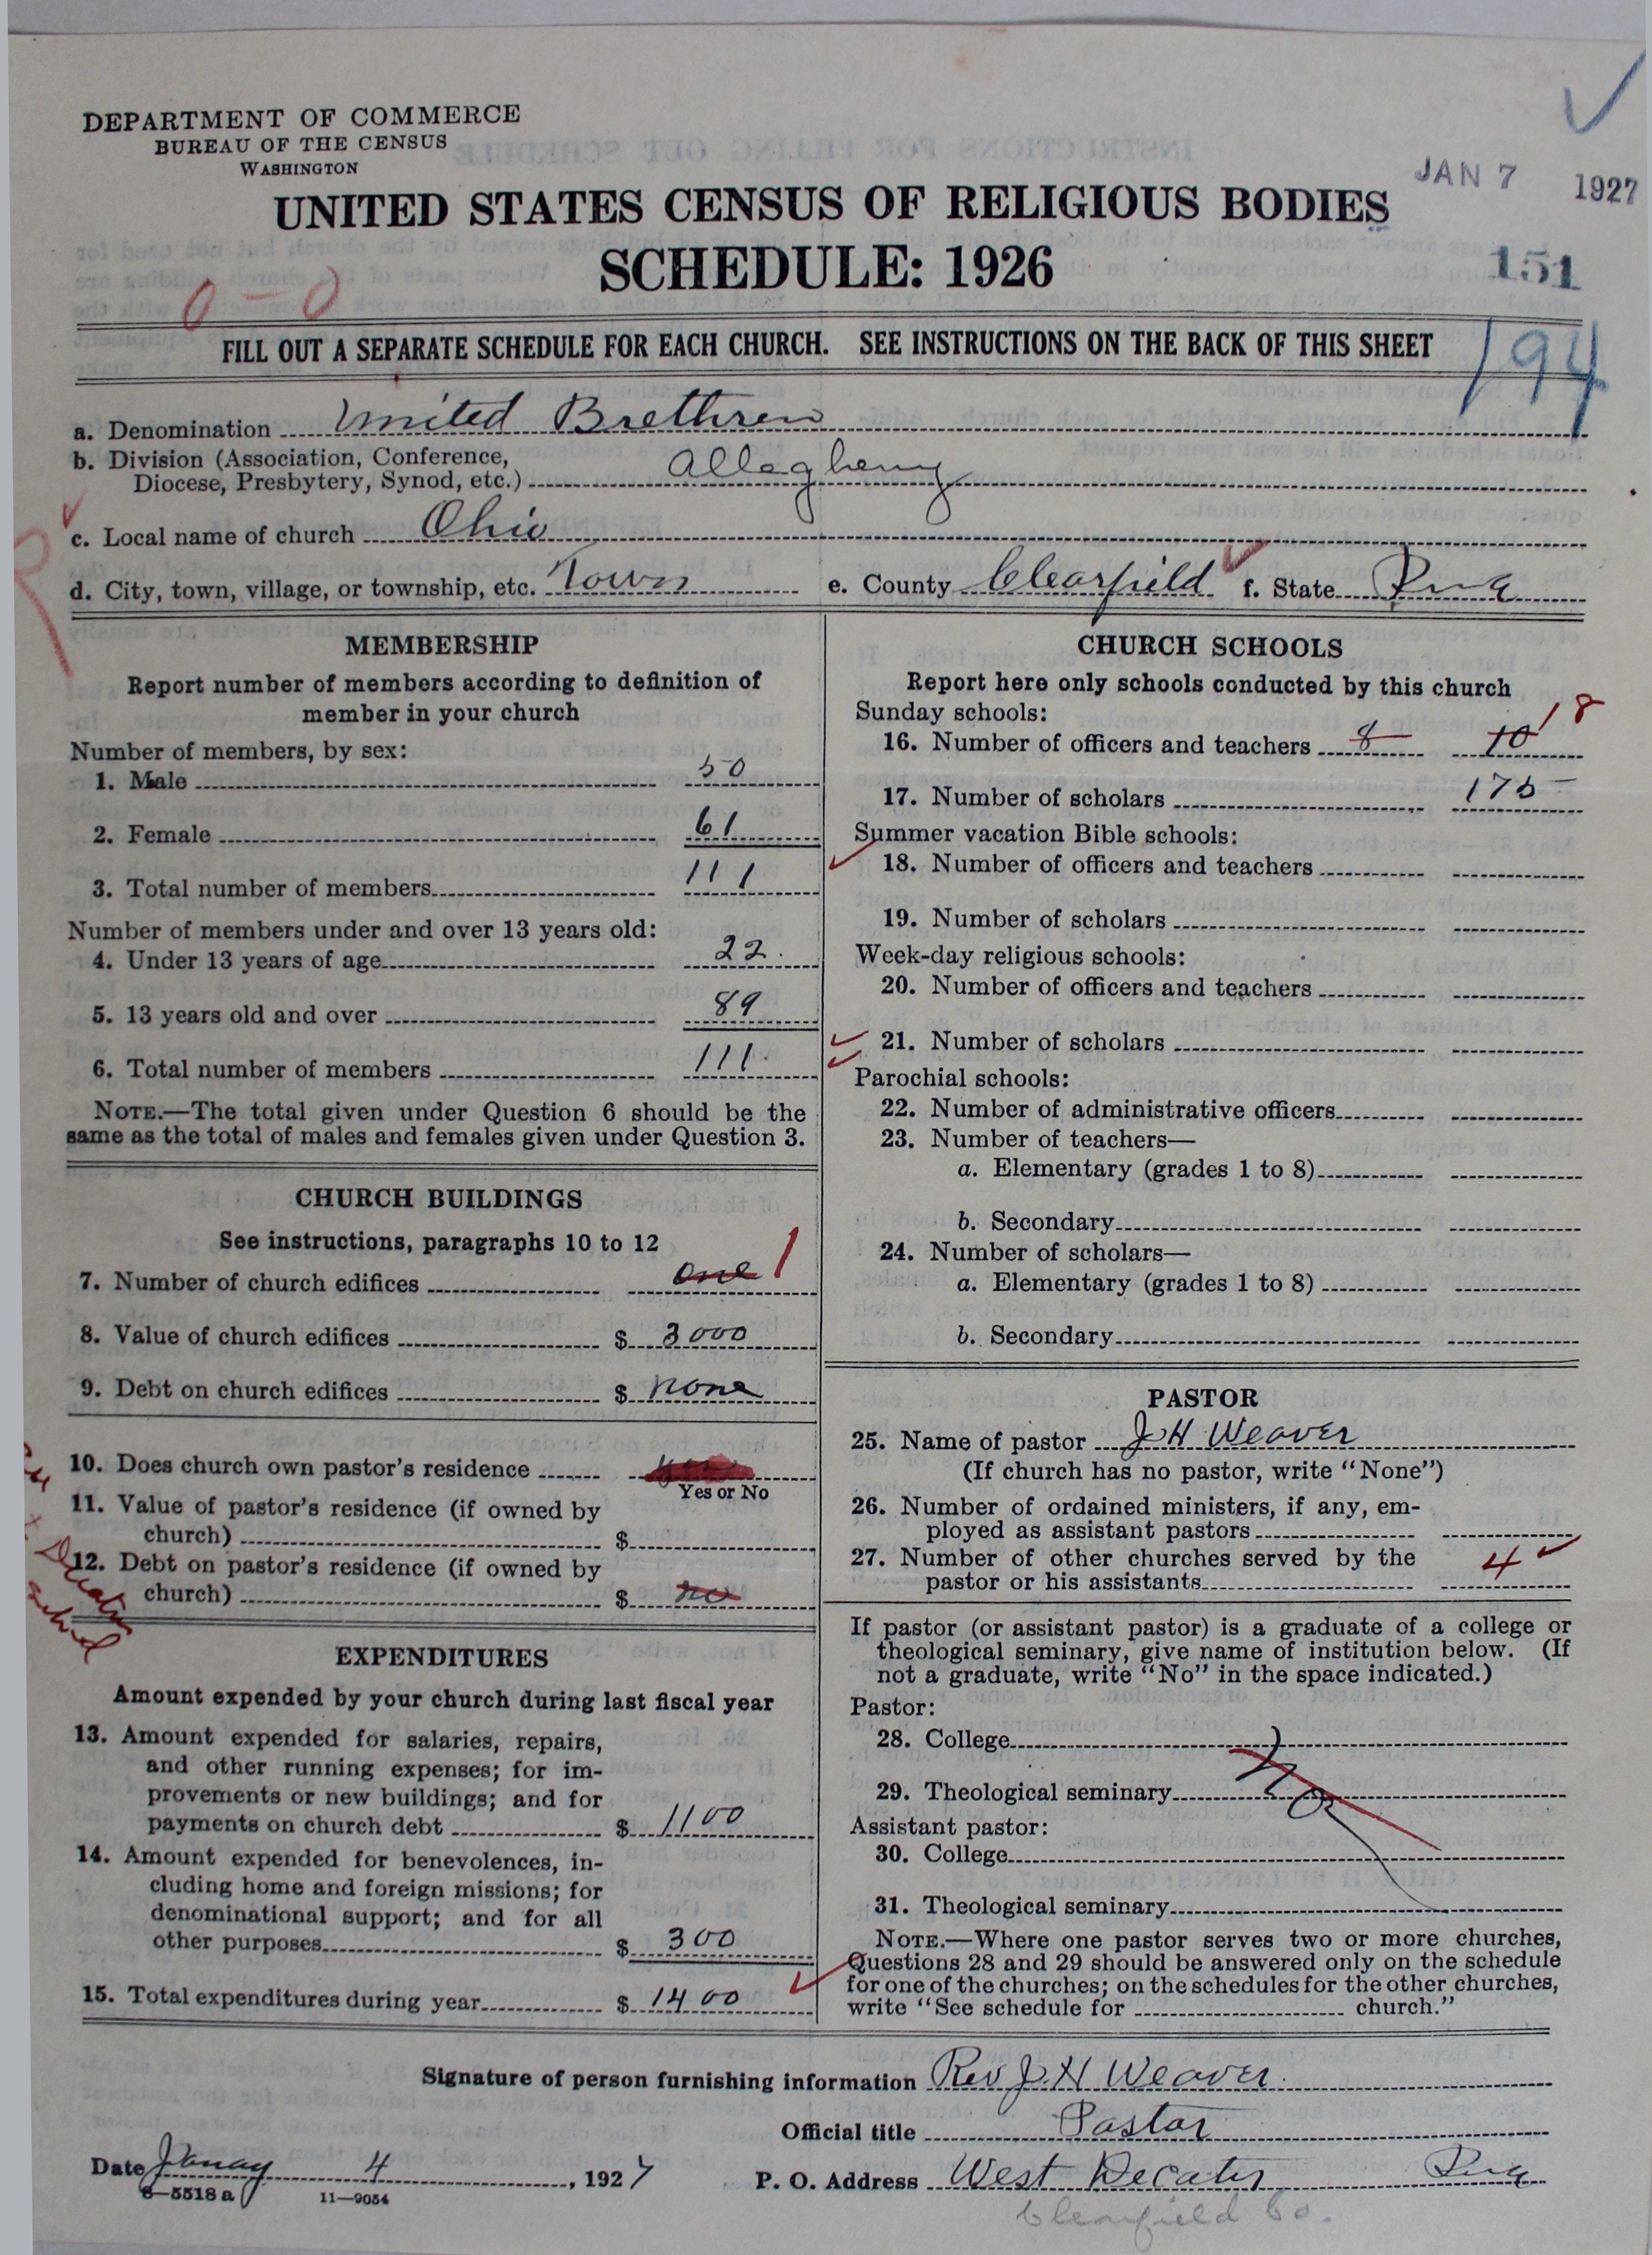 DEPARTMENT OF COMMERCE
BUREAU OF THE CENSUS
WASHINGTON
JAN 7 1927
UNITED STATES CENSUS OF RELIGIOUS BODIES
SCHEDULE: 1926
151
0 - 0
FILL OUT A SEPARATE SCHEDULE FOR EACH CHURCH. SEE INSTRUCTIONS ON THE BACK OF THIS SHEET
194
a. Denomination United Brethren
b. Division (Association, Conference,
Diocese, Presbytery, Synod, etc.) Allegheny
c. Local name of church Ohio
d. City, town, village, or township, etc. Town e. County Clearfield f. State Pnna
MEMBERSHIP
Report number of members according to definition of
member in your church
Number of members, by sex:
1. Male 50
2. Female 61
3. Total number of members 111
Number of members under and over 13 years old:
4. Under 13 years of age 22
5. 13 years old and over 89
6. Total number of members 111
NOTE.—The total given under Question 6 should be the
same as the total of males and females given under Question 3.
CHURCH BUILDINGS
See instructions, paragraphs 10 to 12
7. Number of church edifices one 1
8. Value of church edifices $ 3000
9. Debt on church edifices $ none
10. Does church own pastor's residence
Yes or No
11. Value of pastor's residence (if owned by
church) $
12. Debt on pastor's residence (if owned by
church) $ no
EXPENDITURES
Amount expended by your church during last fiscal year
13. Amount expended for salaries, repairs,
and other running expenses; for im-
provements or new buildings; and for
payments on church debt $ 1100
14. Amount expended for benevolences, in-
cluding home and foreign missions; for
denominational support; and for all
other purposes $ 300
15. Total expenditures during year $ 1400
CHURCH SCHOOLS
Report here only schools conducted by this church
Sunday schools:
16. Number of officers and teachers 8 10 18
17. Number of scholars 175
Summer vacation Bible schools:
18. Number of officers and teachers
19. Number of scholars
Week-day religious schools:
20. Number of officers and teachers
21. Number of scholars
Parochial schools:
22. Number of administrative officers
23. Number of teachers—
a. Elementary (grades 1 to 8)
b. Secondary
24. Number of scholars—
a. Elementary (grades 1 to 8)
b. Secondary
PASTOR
25. Name of pastor J H Weaver
(If church has no pastor, write "None")
26. Number of ordained ministers, if any, em-
ployed as assistant pastors
27. Number of other churches served by the
pastor or his assistants 4
If pastor (or assistant pastor) is a graduate of a college or
theological seminary, give name of institution below. (If
not a graduate, write "No" in the space indicated.)
Pastor:
28. College
29. Theological seminary No
Assistant pastor:
30. College
31. Theological seminary
NOTE.—Where one pastor serves two or more churches,
Questions 28 and 29 should be answered only on the schedule
for one of the churches; on the schedules for the other churches,
write "See schedule for church."
Signature of person furnishing information Rev J. H Weaver
Official title Pastor
Date Januay 4, 1927 P. O. Address West Decatur Pnna
8—5518a 11—9054
Clearfield Co.